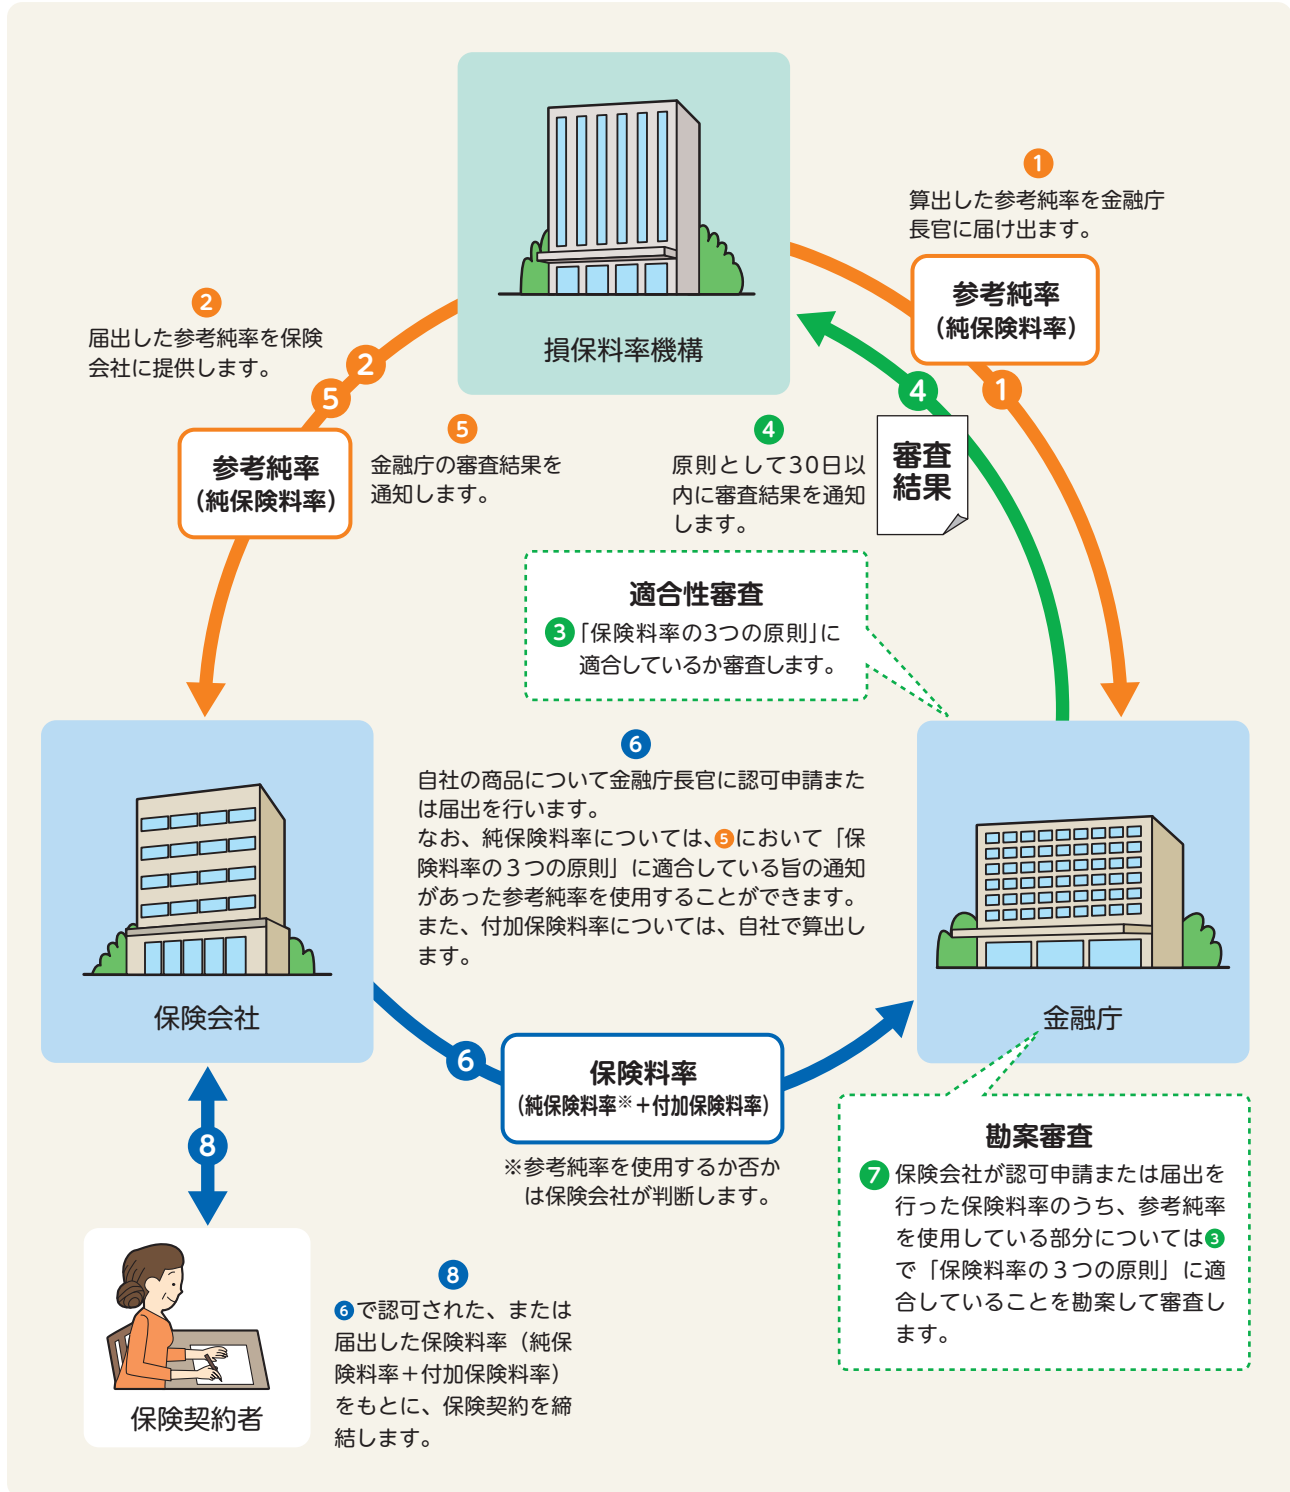 損保料率機構
1
算出した参考純率を金融庁
長官に届け出ます。
参考純率
（純保険料率）
1
2
届出した参考純率を保険
会社に提供します。
2
5
参考純率
（純保険料率）
5
金融庁の審査結果を
通知します。
4
原則として30日以
内に審査結果を通知
します。
4
審査
結果
適合性審査
3「保険料率の3つの原則」に
適合しているか審査します。
6
自社の商品について金融庁長官に認可申請また
は届出を行います。
なお、純保険料率については、5において「保
険料率の３つの原則」に適合している旨の通知
があった参考純率を使用することができます。
また、付加保険料率については、自社で算出し
ます。
保険会社
金融庁
6
保険料率
（純保険料率※＋付加保険料率）
※参考純率を使用するか否か
は保険会社が判断します。
勘案審査
7 保険会社が認可申請または届出を
行った保険料率のうち、参考純率
を使用している部分については3
で「保険料率の３つの原則」に適
合していることを勘案して審査し
ます。
8
保険契約者
8
6で認可された、または
届出した保険料率（純保
険料率＋付加保険料率）
をもとに、保険契約を締
結します。